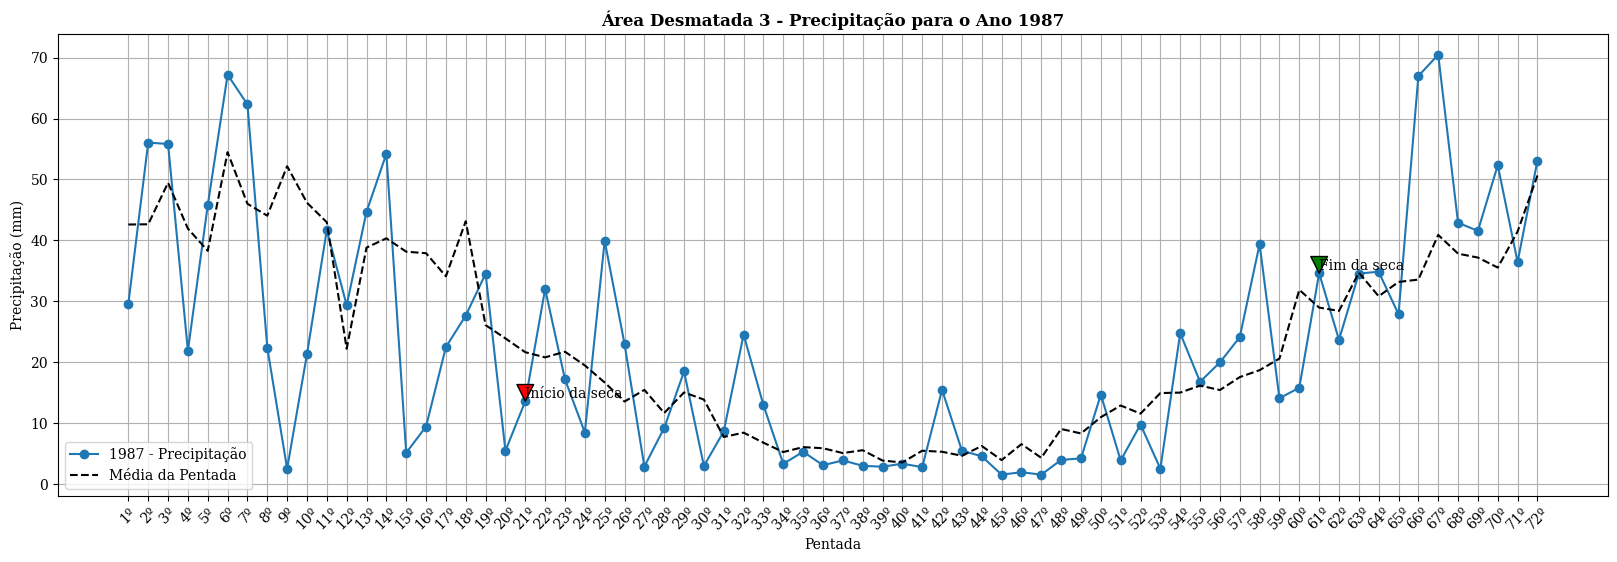 Área Desmatada 3 - Precipitação para o Ano 1987
Precipitação (mm)
70
60
50
40
30
20
10
0
Início da seca
Fim da seca
1987 - Precipitação
Média da Pentada
1º 2º 3º 4º 5º 6º 7º 8º 9º 10º 11º 12º 13º 14º 15º 16º 17º 18º 19º 20º 21º 22º 23º 24º 25º 26º 27º 28º 29º 30º 31º 32º 33º 34º 35º 36º 37º 38º 39º 40º 41º 42º 43º 44º 45º 46º 47º 48º 49º 50º 51º 52º 53º 54º 55º 56º 57º 58º 59º 60º 61º 62º 63º 64º 65º 66º 67º 68º 69º 70º 71º 72º
Pentada